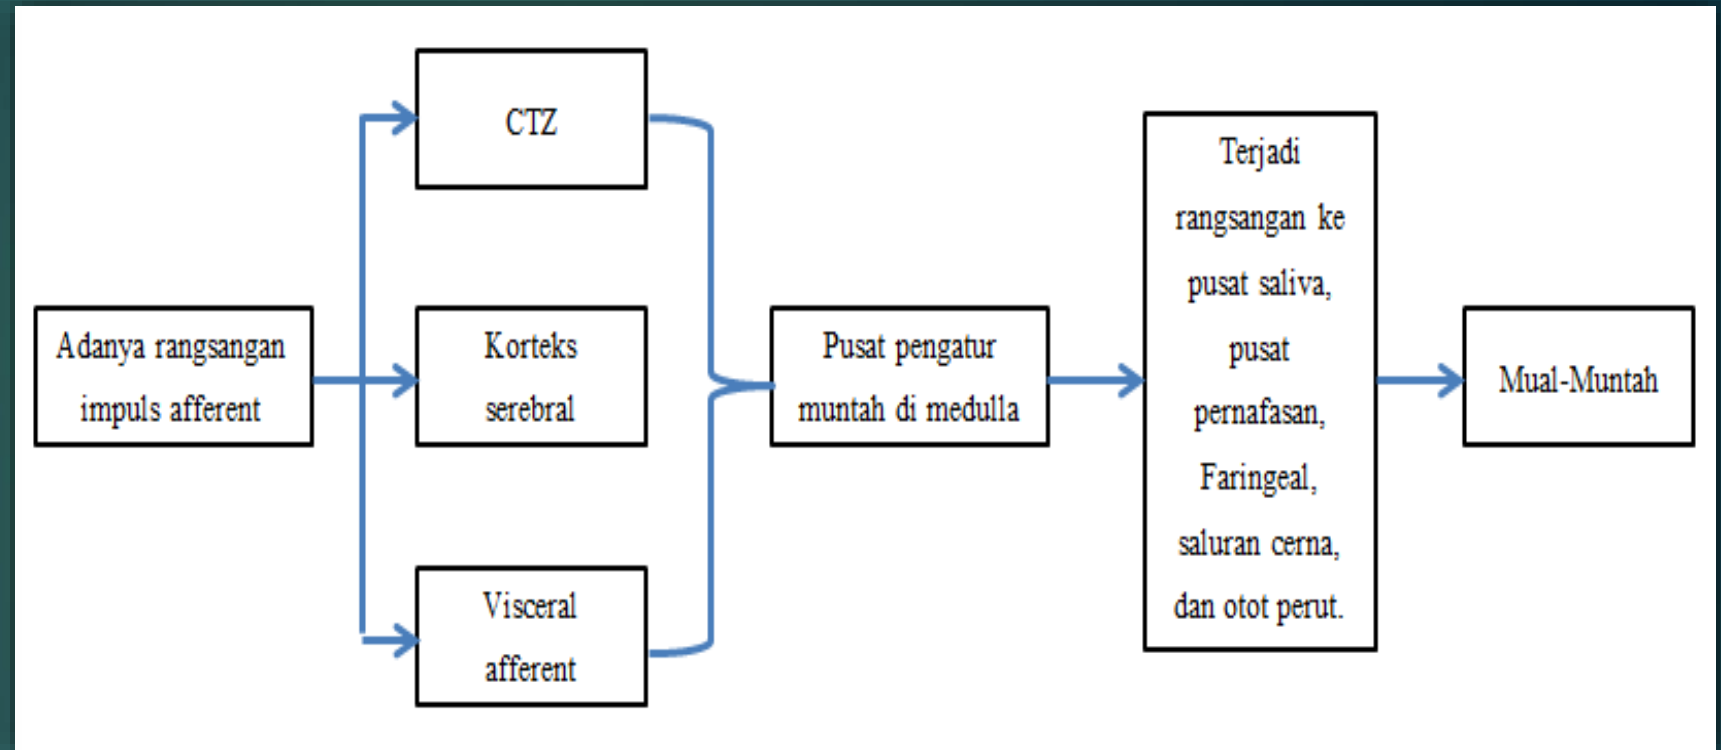 Adanya rangsangan
impuls afferent
CTZ
Korteks
serebral
Visceral
afferent
Pusat pengatur
muntah di medulla
Terjadi
rangsangan ke
pusat saliva,
pusat
pernafasan,
Faringeal,
saluran cerna,
dan otot perut.
Mual-Muntah